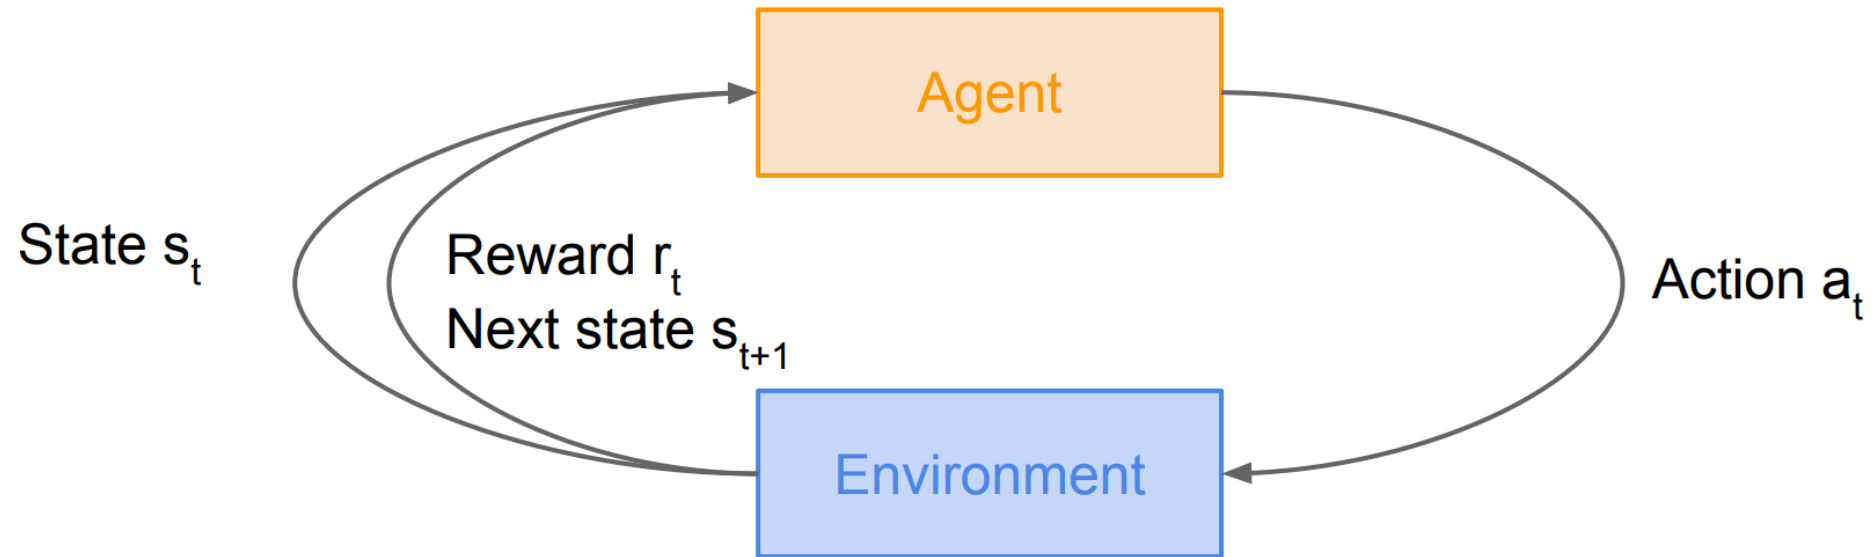 Agent
State sₜ
Reward rₜ
Next state sₜ₊₁
Action aₜ
Environment